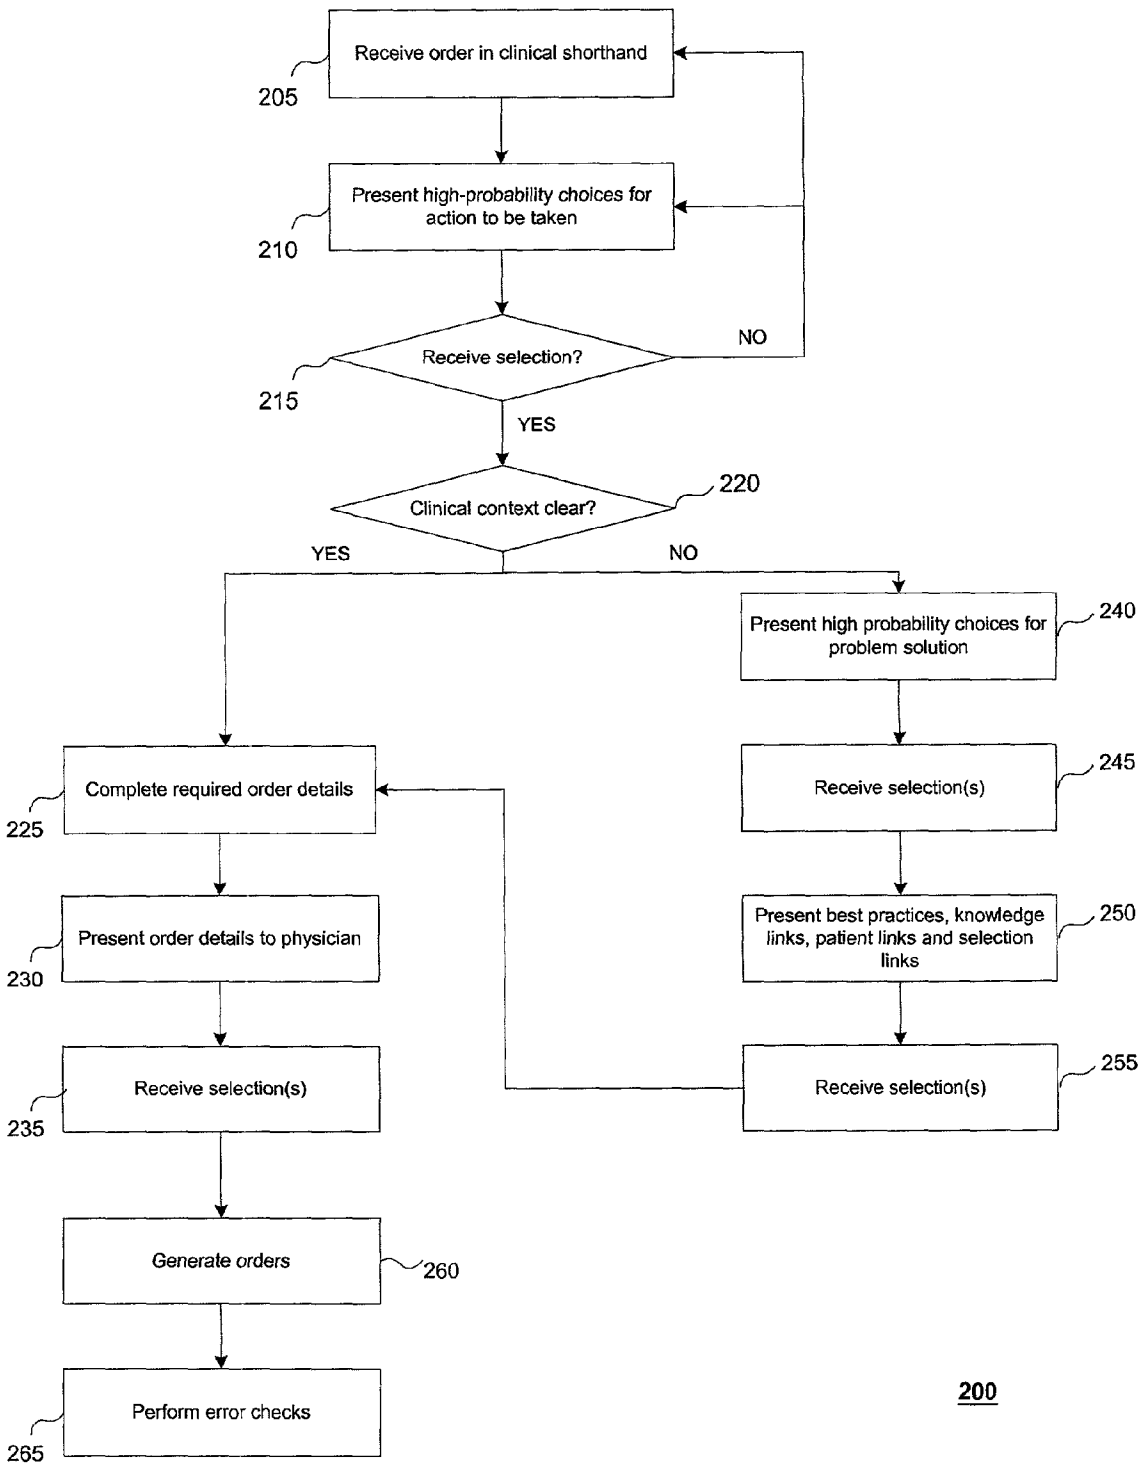 Receive order in clinical shorthand
205
Present high-probability choices for
action to be taken
210
Receive selection?
NO
215
YES
Clinical context clear?
220
YES
NO
Present high probability choices for
problem solution
240
Complete required order details
225
Receive selection(s)
245
Present order details to physician
230
Present best practices, knowledge
links, patient links and selection
links
250
Receive selection(s)
235
Receive selection(s)
255
Generate orders
260
Perform error checks
265
200